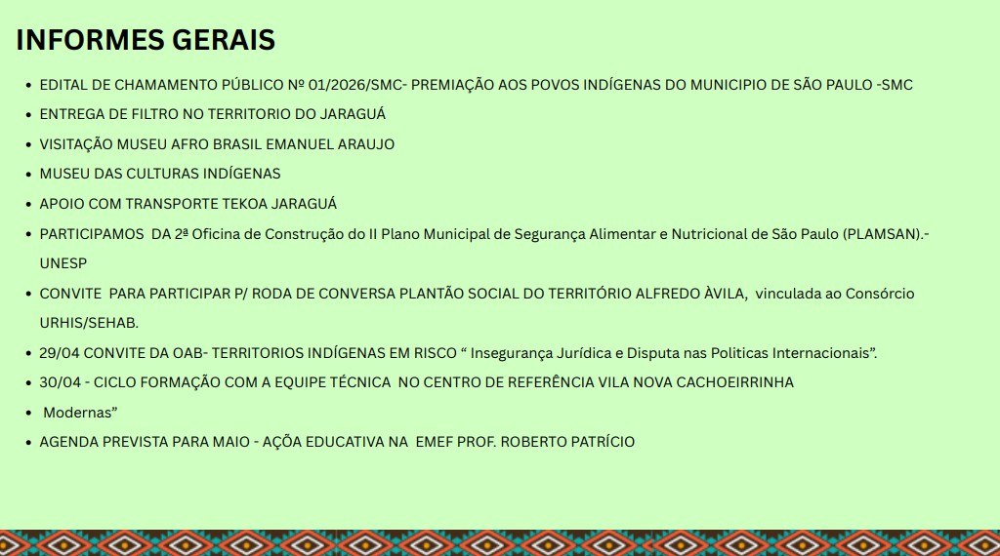 INFORMES GERAIS
• EDITAL DE CHAMAMENTO PÚBLICO Nº 01/2026/SMC- PREMIAÇÃO AOS POVOS INDÍGENAS DO MUNICIPIO DE SÃO PAULO -SMC
• ENTREGA DE FILTRO NO TERRITORIO DO JARAGUÁ
• VISITAÇÃO MUSEU AFRO BRASIL EMANUEL ARAUJO
• MUSEU DAS CULTURAS INDÍGENAS
• APOIO COM TRANSPORTE TEKOA JARAGUÁ
• PARTICIPAMOS  DA 2ª Oficina de Construção do II Plano Municipal de Segurança Alimentar e Nutricional de São Paulo (PLAMSAN).-
UNESP
• CONVITE  PARA PARTICIPAR P/ RODA DE CONVERSA PLANTÃO SOCIAL DO TERRITÓRIO ALFREDO ÀVILA,  vinculada ao Consórcio
URHIS/SEHAB.
• 29/04 CONVITE DA OAB- TERRITORIOS INDÍGENAS EM RISCO “ Insegurança Jurídica e Disputa nas Politicas Internacionais”.
• 30/04 - CICLO FORMAÇÃO COM A EQUIPE TÉCNICA  NO CENTRO DE REFERÊNCIA VILA NOVA CACHOEIRRINHA
• Modernas”
• AGENDA PREVISTA PARA MAIO - AÇÕA EDUCATIVA NA  EMEF PROF. ROBERTO PATRÍCIO